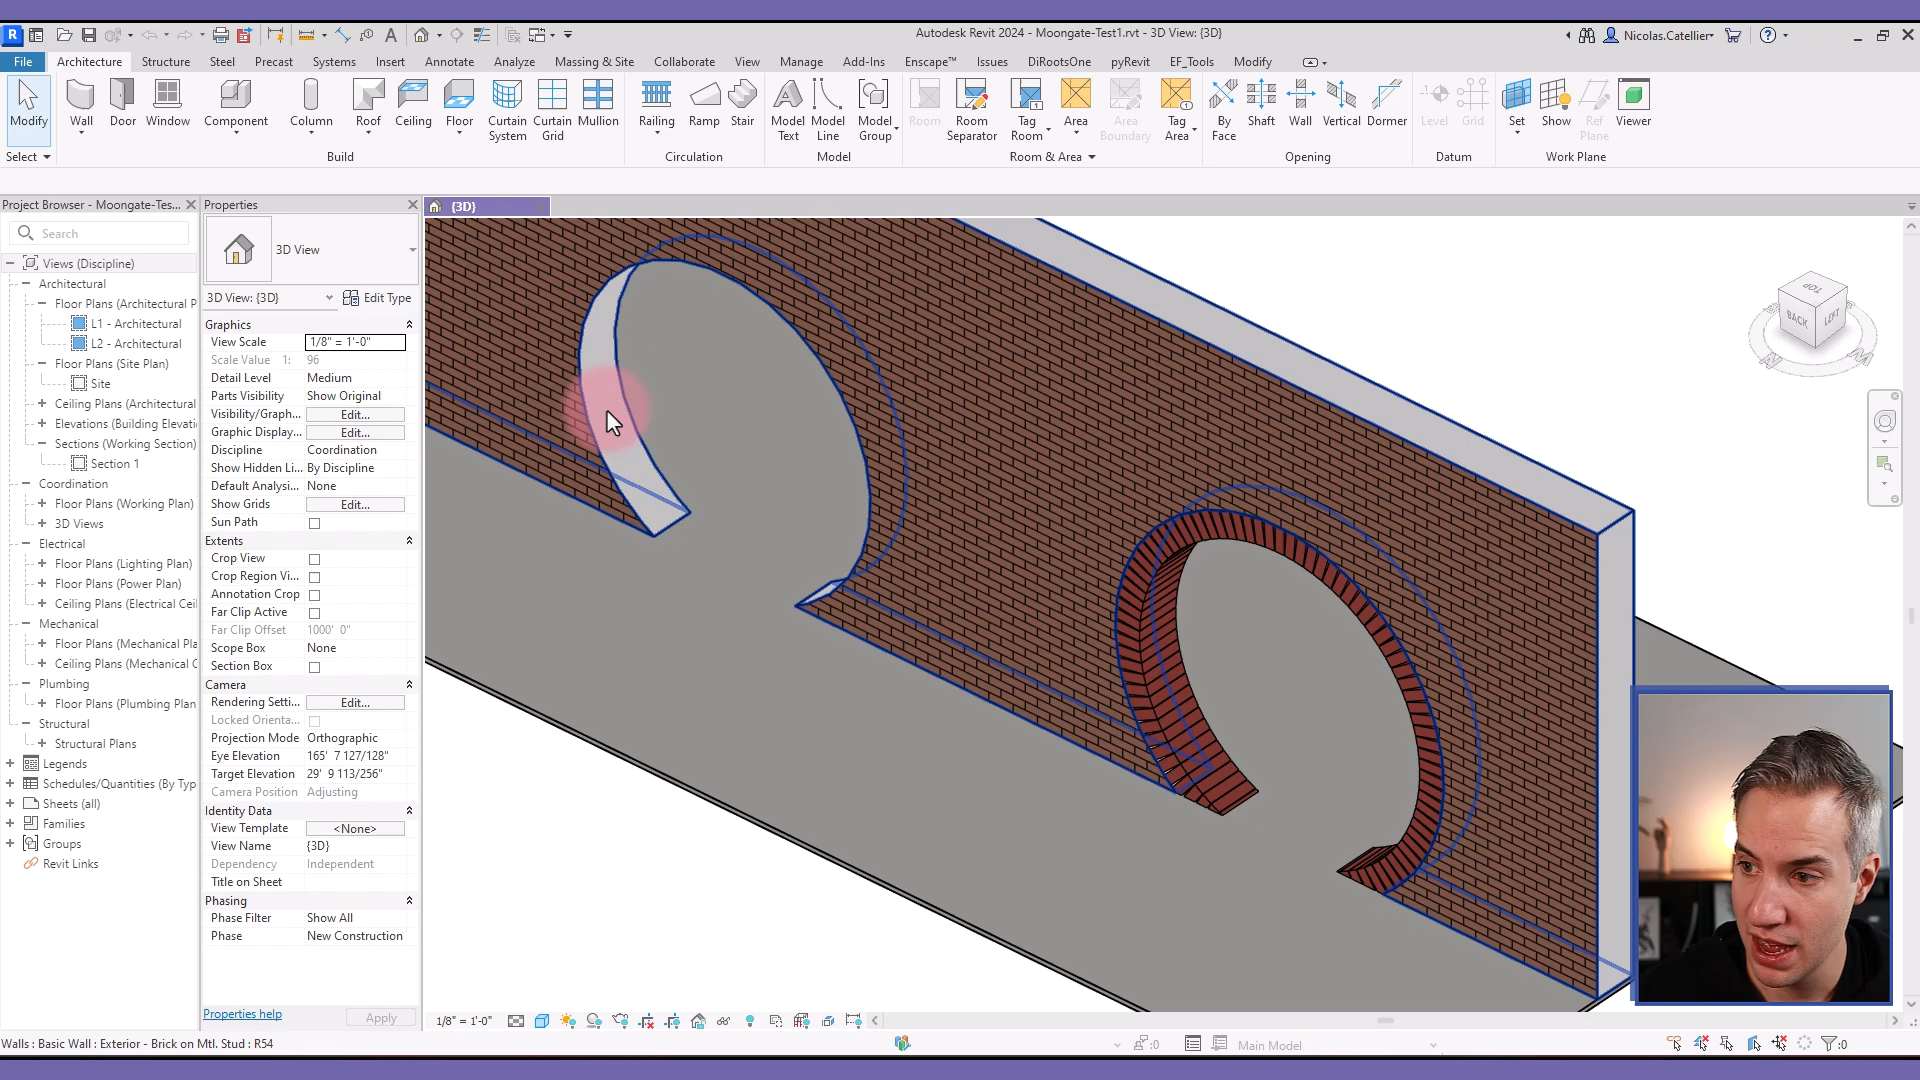 Autodesk Revit 2024 - Moongate-Test1.rvt - 3D View: {3D}
Nicolas.Catellier
File Architecture Structure Steel Precast Systems Insert Annotate Analyze Massing & Site Collaborate View Manage Add-Ins Enscape™ Issues DiRootsOne pyRevit EF_Tools Modify
Modify
Wall Door Window Component Column Roof Ceiling Floor Curtain System Curtain Grid Mullion
Railing Ramp Stair
Model Text Model Line Model Group
Room Room Separator Tag Room Area Area Boundary Tag Area
By Face Shaft Wall Vertical Dormer
Level Grid
Set Show Ref Plane Viewer
Select Build Circulation Model Room & Area Opening Datum Work Plane
Project Browser - Moongate-Tes...
Search
Views (Discipline)
Architectural
Floor Plans (Architectural P
L1 - Architectural
L2 - Architectural
Floor Plans (Site Plan)
Site
Ceiling Plans (Architectural
Elevations (Building Elevati
Sections (Working Section)
Section 1
Coordination
Floor Plans (Working Plan)
3D Views
Electrical
Floor Plans (Lighting Plan)
Floor Plans (Power Plan)
Ceiling Plans (Electrical Ceil
Mechanical
Floor Plans (Mechanical Pla
Ceiling Plans (Mechanical C
Plumbing
Floor Plans (Plumbing Plan
Structural
Structural Plans
Legends
Schedules/Quantities (By Typ
Sheets (all)
Families
Groups
Revit Links
Properties
3D View
3D View: {3D} Edit Type
Graphics
View Scale 1/8" = 1'-0"
Scale Value 1: 96
Detail Level Medium
Parts Visibility Show Original
Visibility/Graph... Edit...
Graphic Display... Edit...
Discipline Coordination
Show Hidden Li... By Discipline
Default Analysi... None
Show Grids Edit...
Sun Path
Extents
Crop View
Crop Region Vi...
Annotation Crop
Far Clip Active
Far Clip Offset 1000' 0"
Scope Box None
Section Box
Camera
Rendering Setti... Edit...
Locked Orienta...
Projection Mode Orthographic
Eye Elevation 165' 7 127/128"
Target Elevation 29' 9 113/256"
Camera Position Adjusting
Identity Data
View Template <None>
View Name {3D}
Dependency Independent
Title on Sheet
Phasing
Phase Filter Show All
Phase New Construction
Properties help
Apply
{3D}
TOP
BACK
LEFT
1/8" = 1'-0"
Walls : Basic Wall : Exterior - Brick on Mtl. Stud : R54
:0
Main Model
:0